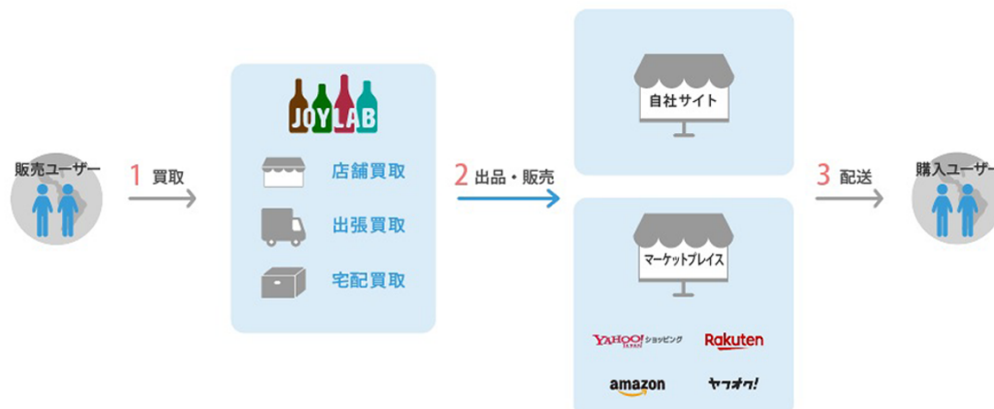 販売ユーザー
1 買取
JOYLAB
店舗買取
出張買取
宅配買取
2 出品・販売
自社サイト
マーケットプレイス
YAHOO! JAPAN ショッピング
Rakuten
amazon
ヤフオク!
3 配送
購入ユーザー